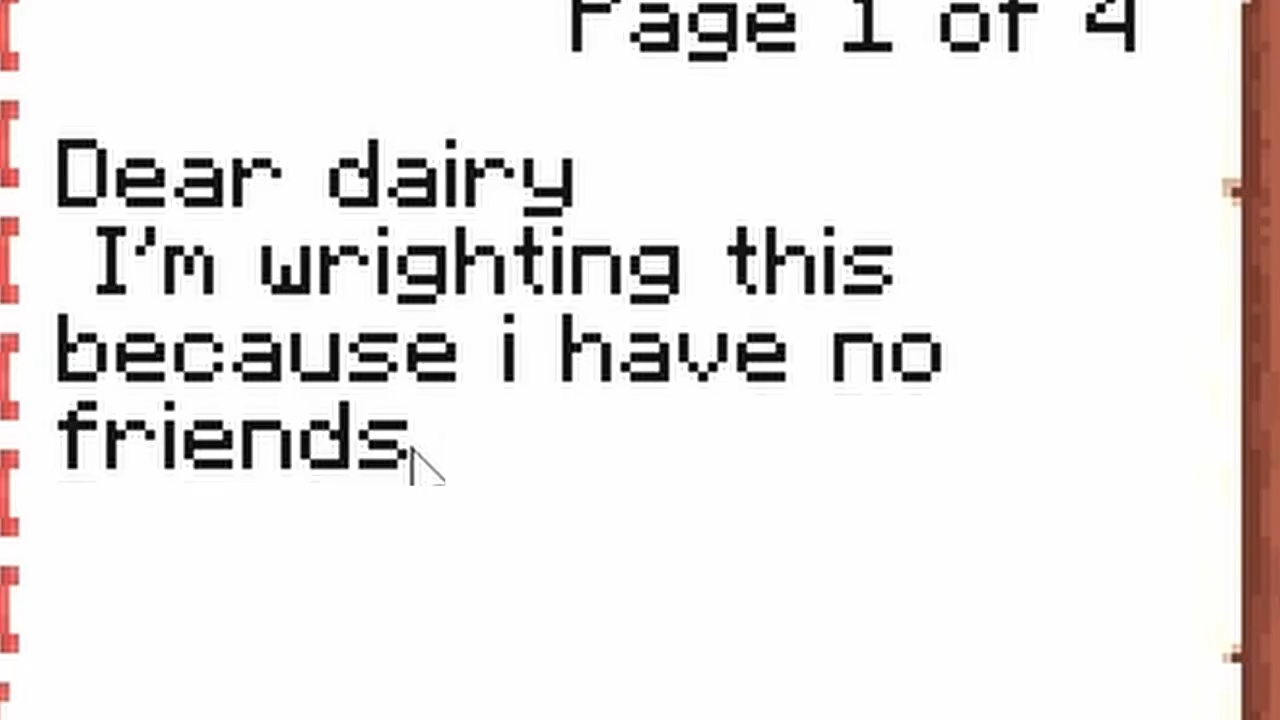 Page 1 of 4
Dear dairy
I'm wrighting this
because i have no
friends